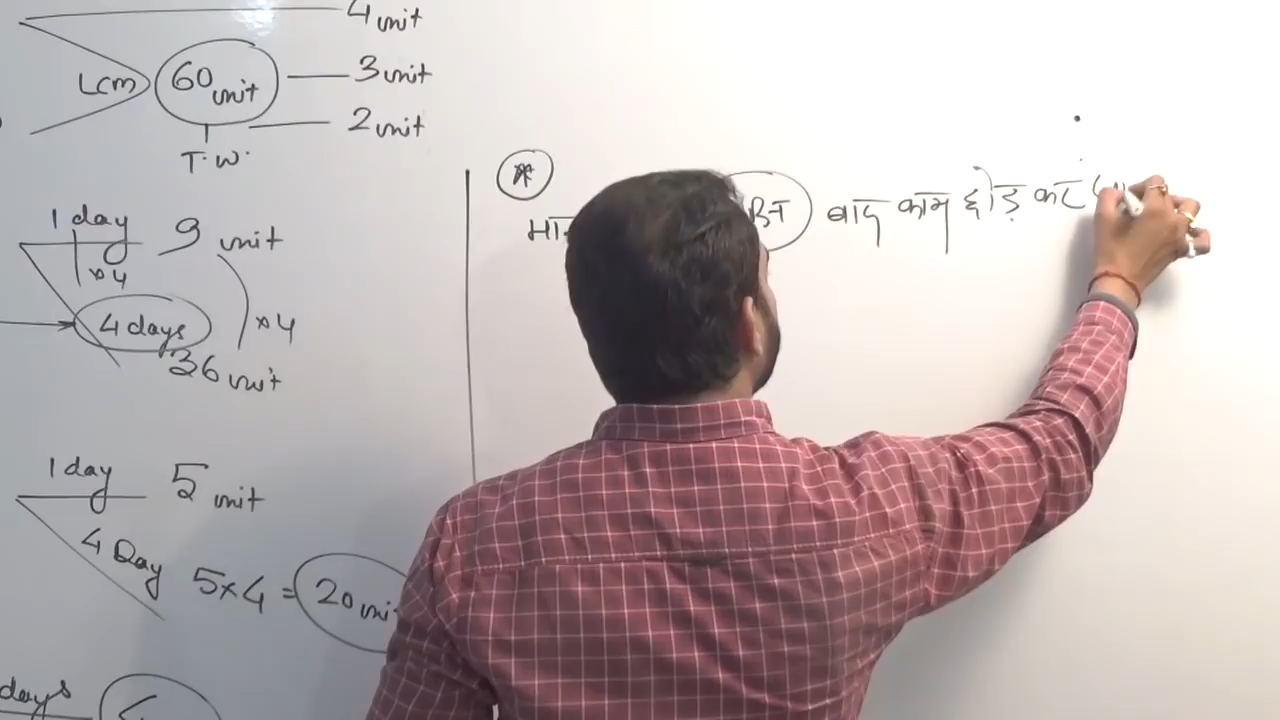 4 unit
LCM 60 unit 3 unit
2 unit
T.W.
1 day 9 unit
×4
4 days ×4
36 unit
1 day 5 unit
4 Day 5×4 = 20
days
बाद काम छोड़ कर